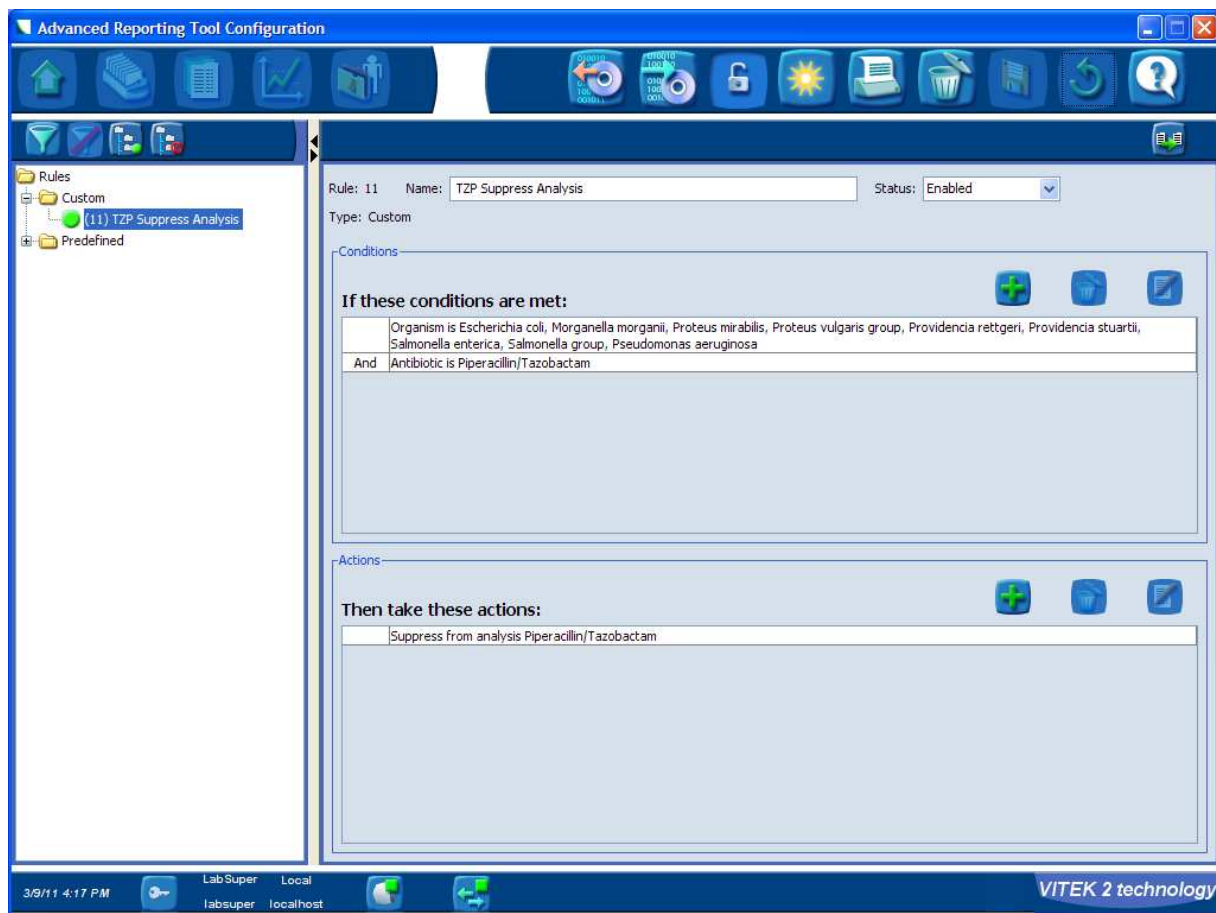 Advanced Reporting Tool Configuration
Rules
Custom
(11) TZP Suppress Analysis
Predefined
Rule: 11 Name: TZP Suppress Analysis Status: Enabled
Type: Custom
Conditions
If these conditions are met:
Organism is Escherichia coli, Morganella morganii, Proteus mirabilis, Proteus vulgaris group, Providencia rettgeri, Providencia stuartii,
Salmonella enterica, Salmonella group, Pseudomonas aeruginosa
And Antibiotic is Piperacillin/Tazobactam
Actions
Then take these actions:
Suppress from analysis Piperacillin/Tazobactam
3/9/11 4:17 PM
LabSuper Local
labsuper localhost
VITEK 2 technology